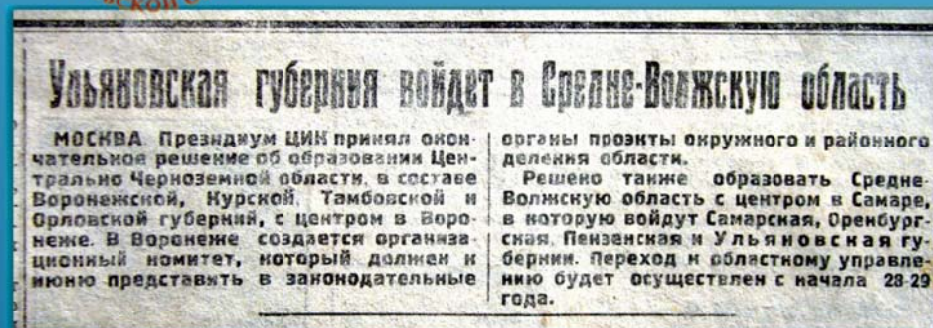 Ульяновская губерния войдет в Средне-Волжскую область
МОСКВА. Президиум ЦИК принял окон-
чательное решение об образовании Цен-
трально Черноземной области, в составе
Воронежской, Курской, Тамбовской и
Орловской губерний, с центром в Воро-
неже. В Воронеже создается организа-
ционный комитет, который должен к
июню представить в законодательные
органы проэкты окружного и районного
деления области.
Решено также образовать Средне-
Волжскую область с центром в Самаре,
в которую войдут Самарская, Оренбург-
ская, Пензенская и Ульяновская гу-
бернии. Переход к областному управле-
нию будет осуществлен с начала 28-29
года.